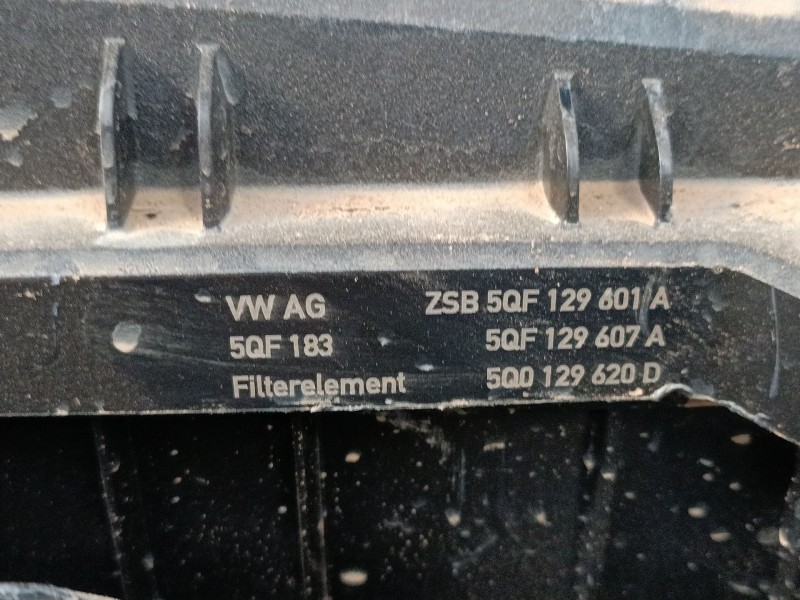 VW AG ZSB 5QF 129 601 A
5QF 183 5QF 129 607 A
Filterelement 5Q0 129 620 D